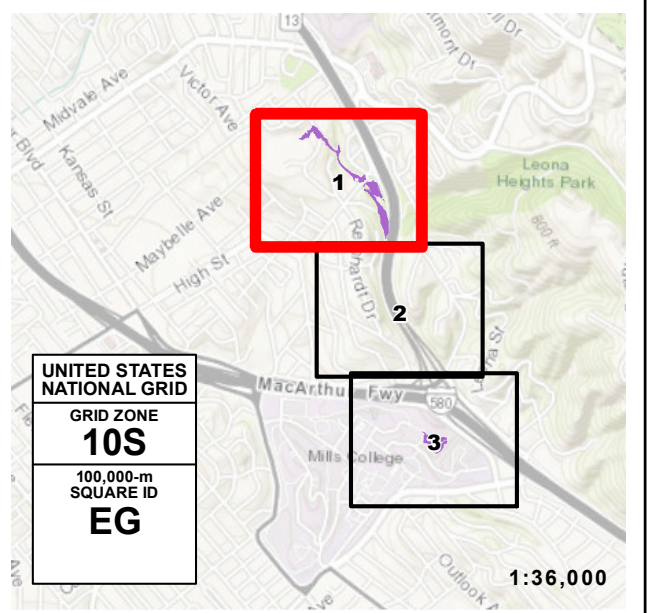 13
Midvale Ave
Victor Ave
Kansas St
Leona
Heights Park
1
Maybelle Ave
High St
Reinhardt Dr
600 ft
2
UNITED STATES
NATIONAL GRID
GRID ZONE
10S
100,000-m
SQUARE ID
EG
MacArthur Fwy
580
Mills College
3
Outlook A
1:36,000
Ave